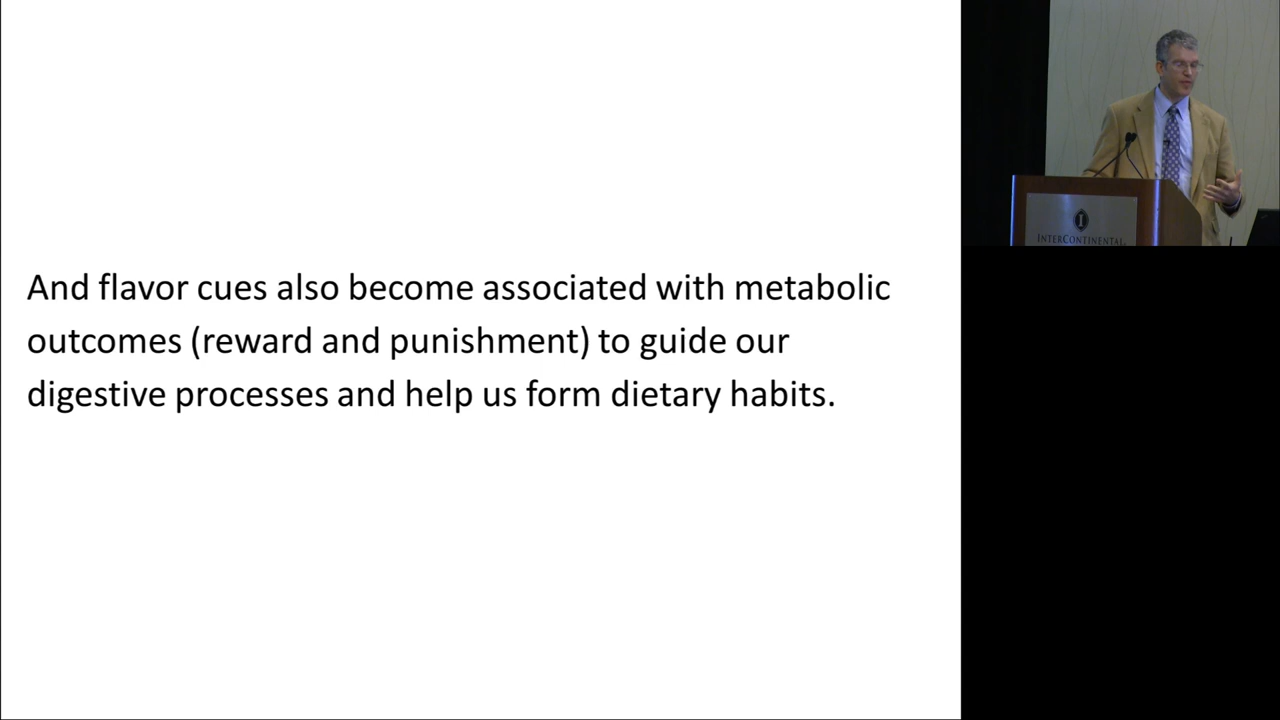 And flavor cues also become associated with metabolic
outcomes (reward and punishment) to guide our
digestive processes and help us form dietary habits.
I
INTERCONTINENTAL